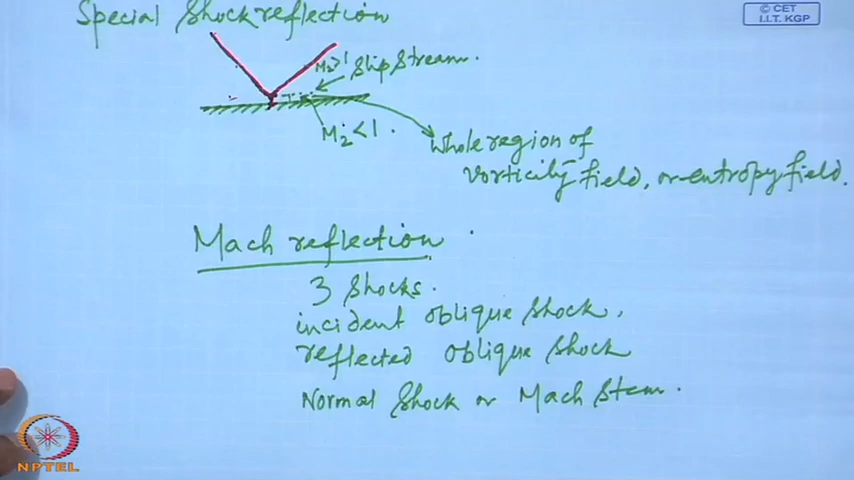 Special Shock reflection
© CET
I.I.T. KGP
M₂>1 Slip Stream.
M₂<1.
Whole region of
vorticity field, or entropy field.
Mach reflection
3 Shocks.
incident oblique Shock.
reflected oblique Shock
Normal Shock or Mach Stem.
NPTEL